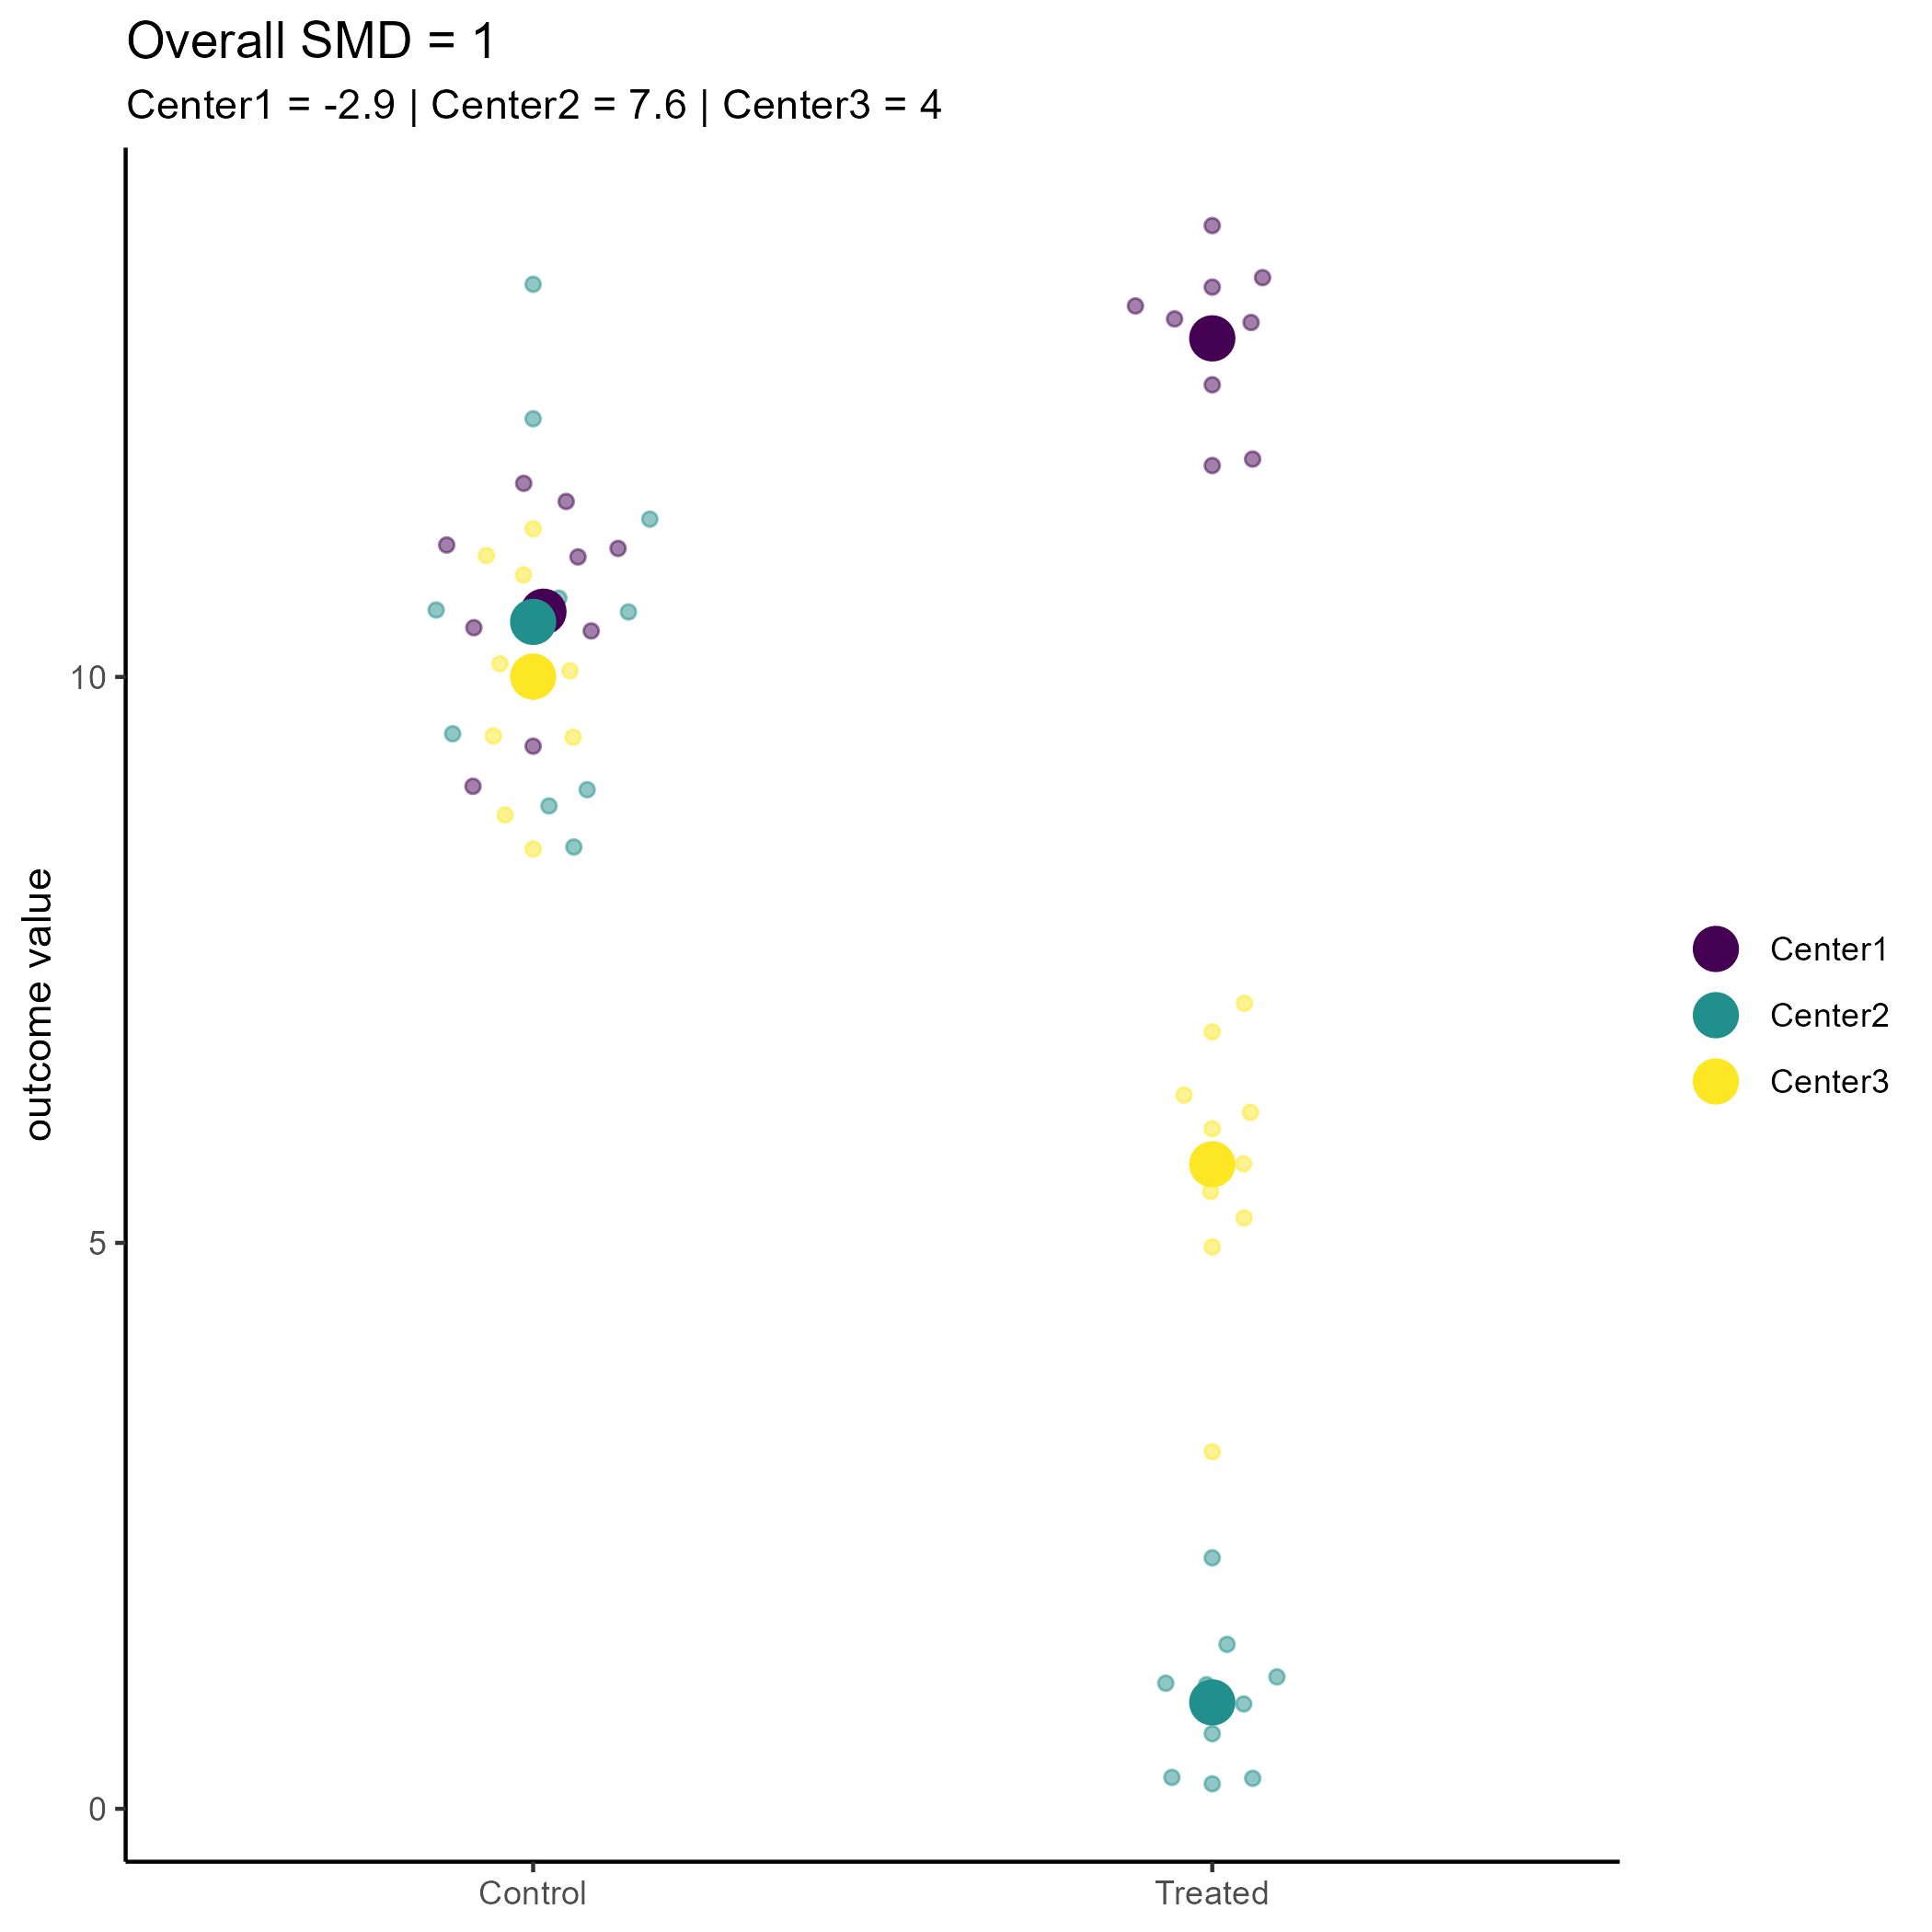 Overall SMD = 1
Center1 = -2.9 | Center2 = 7.6 | Center3 = 4
outcome value
10
5
0
Control
Treated
Center1
Center2
Center3